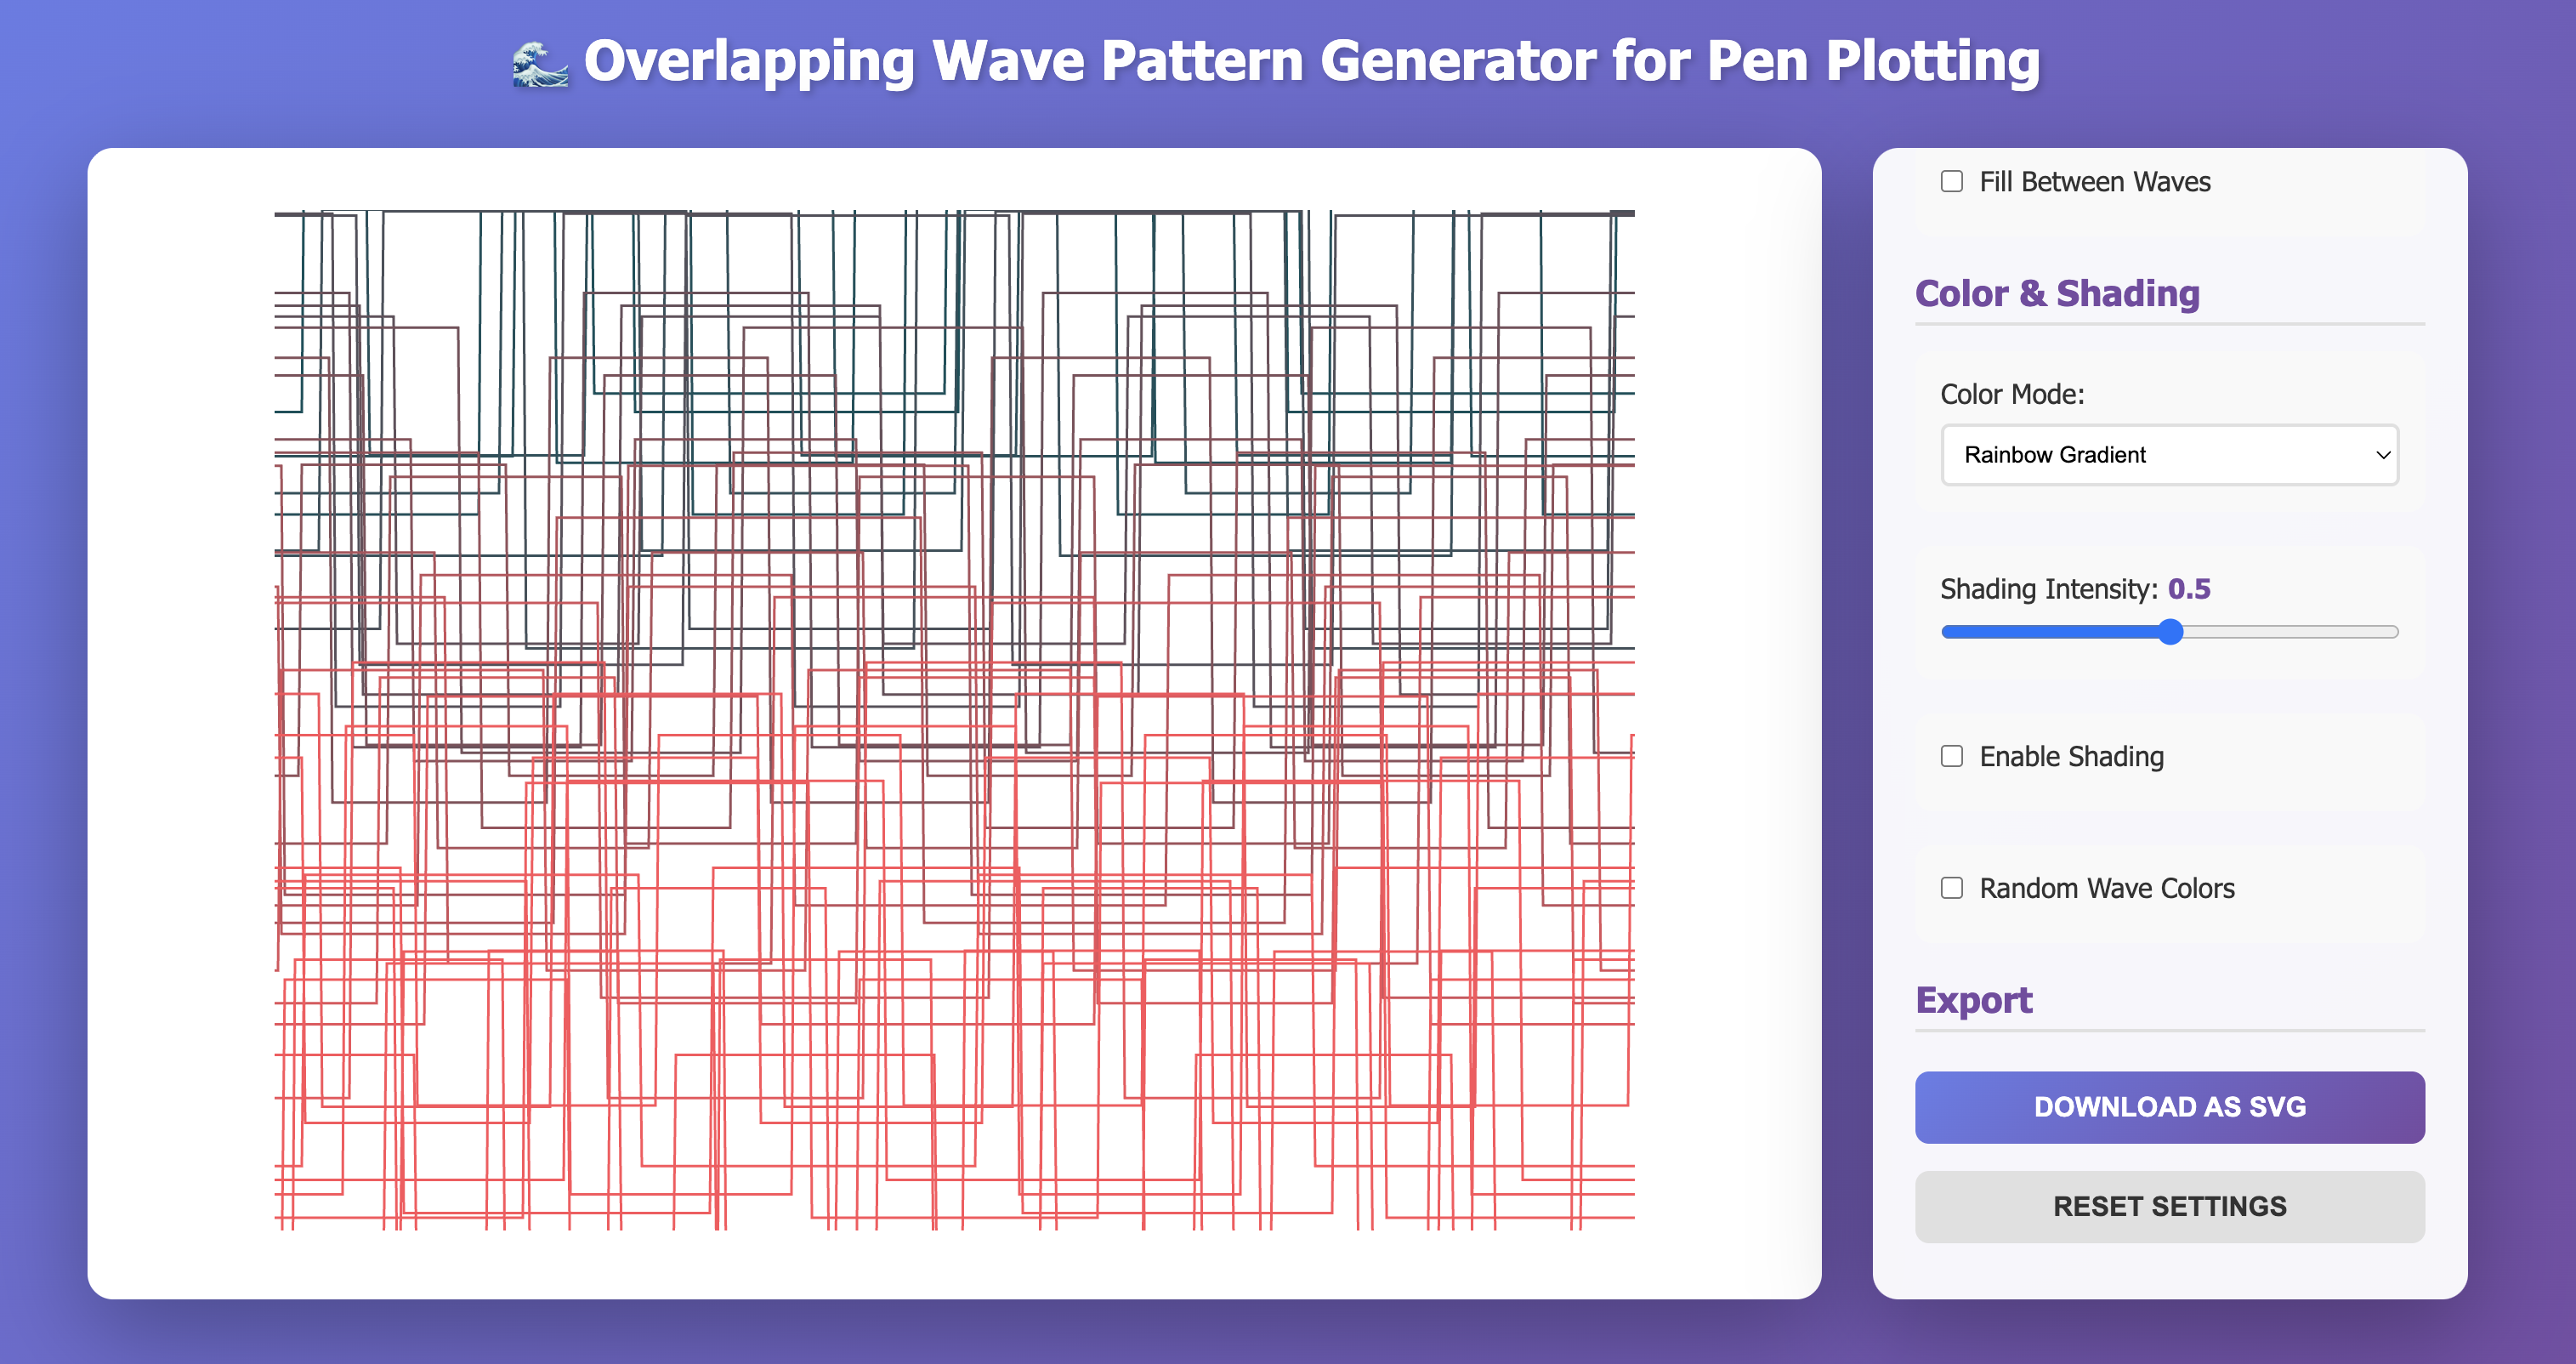 Overlapping Wave Pattern Generator for Pen Plotting
Fill Between Waves
Color & Shading
Color Mode:
Rainbow Gradient
Shading Intensity: 0.5
Enable Shading
Random Wave Colors
Export
DOWNLOAD AS SVG
RESET SETTINGS